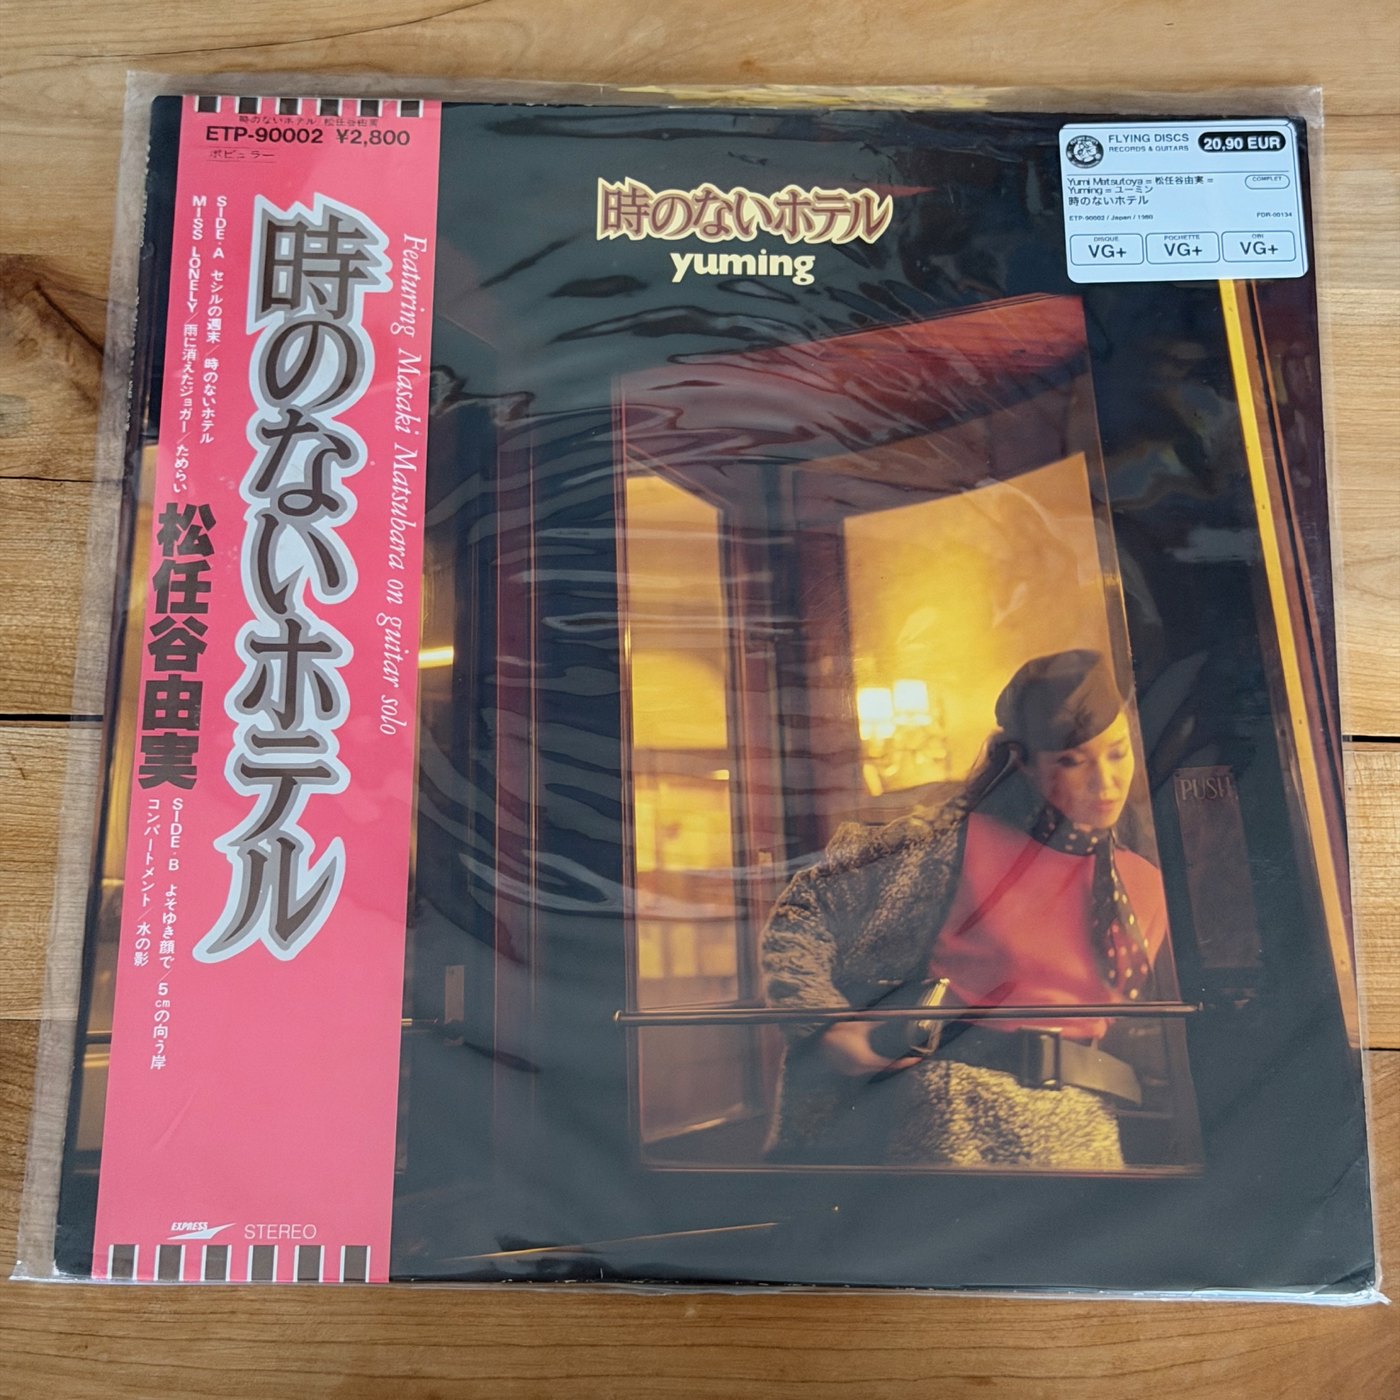 時のないホテル/松任谷由実
ETP-90002 ¥2,800
ポピュラー
SIDE・A セシルの週末/時のないホテル
MISS LONELY/雨に消えたジョガー/ためらい
時のないホテル
Featuring Masaki Matsubara on guitar solo
松任谷由実
SIDE・B よそゆき顔で/5cmの向う岸
コンパートメント/水の影
EXPRESS
STEREO
時のないホテル
yuming
FLYING DISCS
RECORDS & GUITARS
20,90 EUR
Yumi Matsutoya = 松任谷由実 =
Yuming = ユーミン
時のないホテル
COMPLET
ETP-90002 / Japan / 1980
FDR-00134
DISQUE
VG+
POCHETTE
VG+
OBI
VG+
PUSH